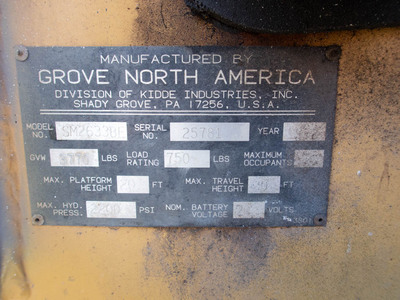 MANUFACTURED BY
GROVE NORTH AMERICA
DIVISION OF KIDDE INDUSTRIES, INC.
SHADY GROVE, PA 17256, U.S.A.
MODEL NO. SM2633BE SERIAL NO. 25781 YEAR
GVW LBS LOAD RATING 750 LBS MAXIMUM OCCUPANTS
MAX. PLATFORM HEIGHT FT MAX. TRAVEL HEIGHT FT
MAX. HYD. PRESS. PSI NOM. BATTERY VOLTAGE VOLTS